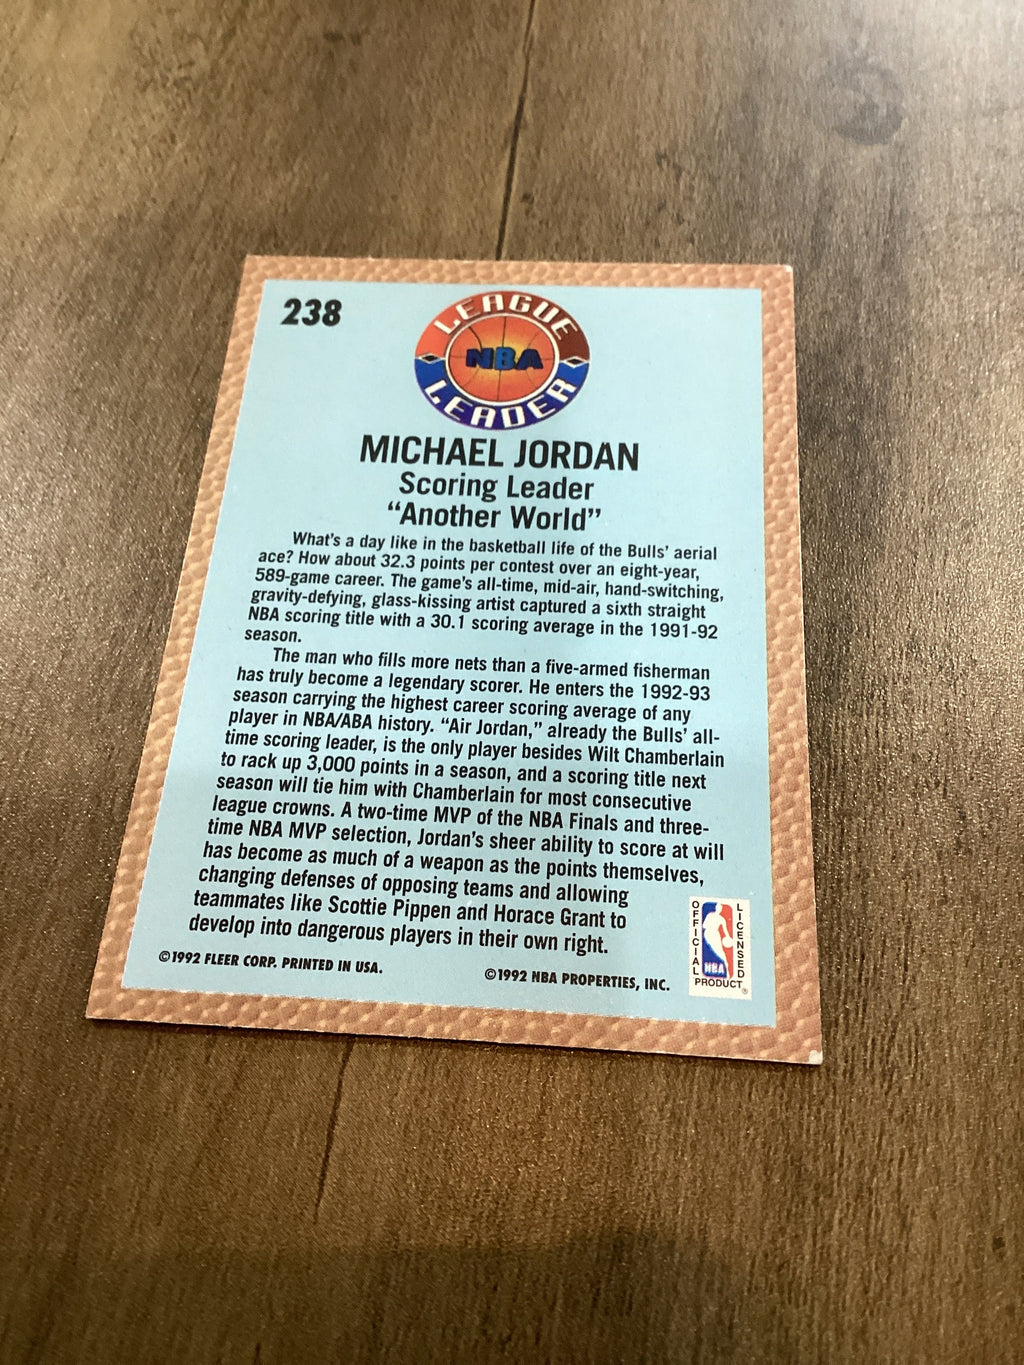 238
LEAGUE
NBA
LEADER
MICHAEL JORDAN
Scoring Leader
“Another World”
What's a day like in the basketball life of the Bulls' aerial
ace? How about 32.3 points per contest over an eight-year,
589-game career. The game's all-time, mid-air, hand-switching,
gravity-defying, glass-kissing artist captured a sixth straight
NBA scoring title with a 30.1 scoring average in the 1991-92
season.
The man who fills more nets than a five-armed fisherman
has truly become a legendary scorer. He enters the 1992-93
season carrying the highest career scoring average of any
player in NBA/ABA history. “Air Jordan,” already the Bulls' all-
time scoring leader, is the only player besides Wilt Chamberlain
to rack up 3,000 points in a season, and a scoring title next
season will tie him with Chamberlain for most consecutive
league crowns. A two-time MVP of the NBA Finals and three-
time NBA MVP selection, Jordan's sheer ability to score at will
has become as much of a weapon as the points themselves,
changing defenses of opposing teams and allowing
teammates like Scottie Pippen and Horace Grant to
develop into dangerous players in their own right.
©1992 FLEER CORP. PRINTED IN USA.
©1992 NBA PROPERTIES, INC.
OFFICIAL
LICENSED
NBA
PRODUCT®